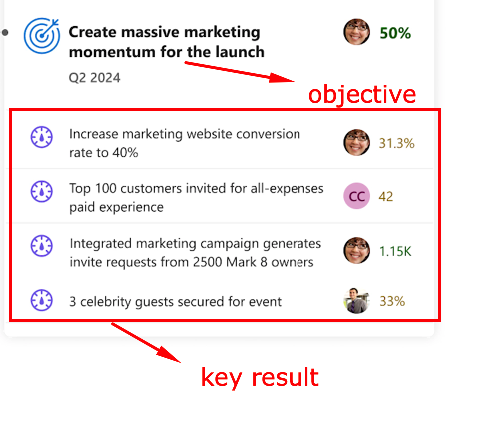 Create massive marketing
momentum for the launch
50%
Q2 2024
objective
Increase marketing website conversion
rate to 40%
31.3%
Top 100 customers invited for all-expenses
paid experience
CC
42
Integrated marketing campaign generates
invite requests from 2500 Mark 8 owners
1.15K
3 celebrity guests secured for event
33%
key result